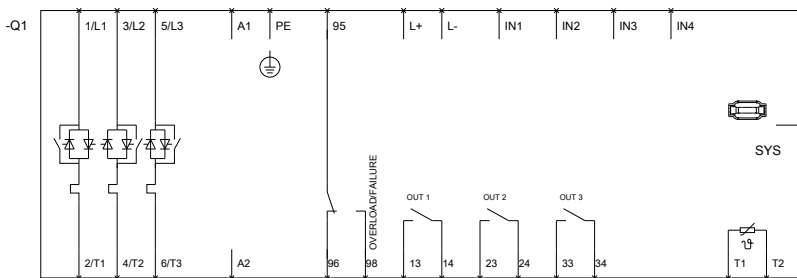 -Q1
1/L1 3/L2 5/L3 A1 PE 95 L+ L- IN1 IN2 IN3 IN4
SYS
OVERLOAD/FAILURE
OUT 1 OUT 2 OUT 3
ϑ
2/T1 4/T2 6/T3 A2 96 98 13 14 23 24 33 34 T1 T2